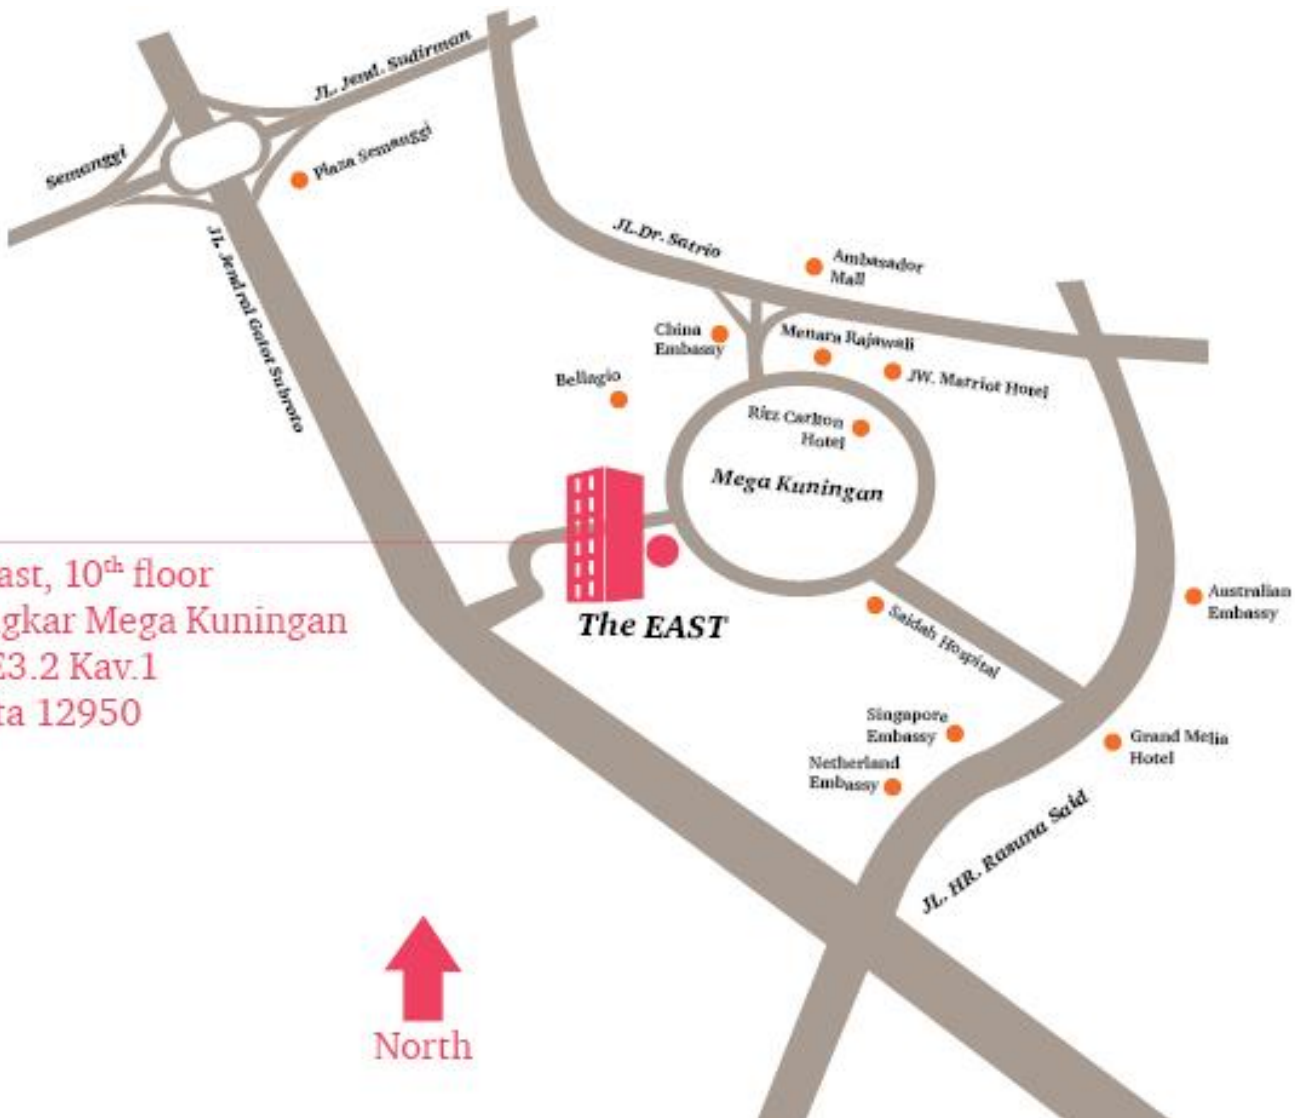 JL. Jend. Sudirman
Semanggi
Plaza Semanggi
JL. Jendral Gatot Subroto
JL.Dr. Satrio
Ambasador
Mall
China
Embassy
Menara Rajawali
JW. Marriot Hotel
Bellagio
Ritz Carlton
Hotel
Mega Kuningan
ast, 10th floor
gkar Mega Kuningan
E3.2 Kav.1
ta 12950
The EAST
Saidah Hospital
Australian
Embassy
Singapore
Embassy
Netherland
Embassy
Grand Melia
Hotel
JL. HR. Rasuna Said
North